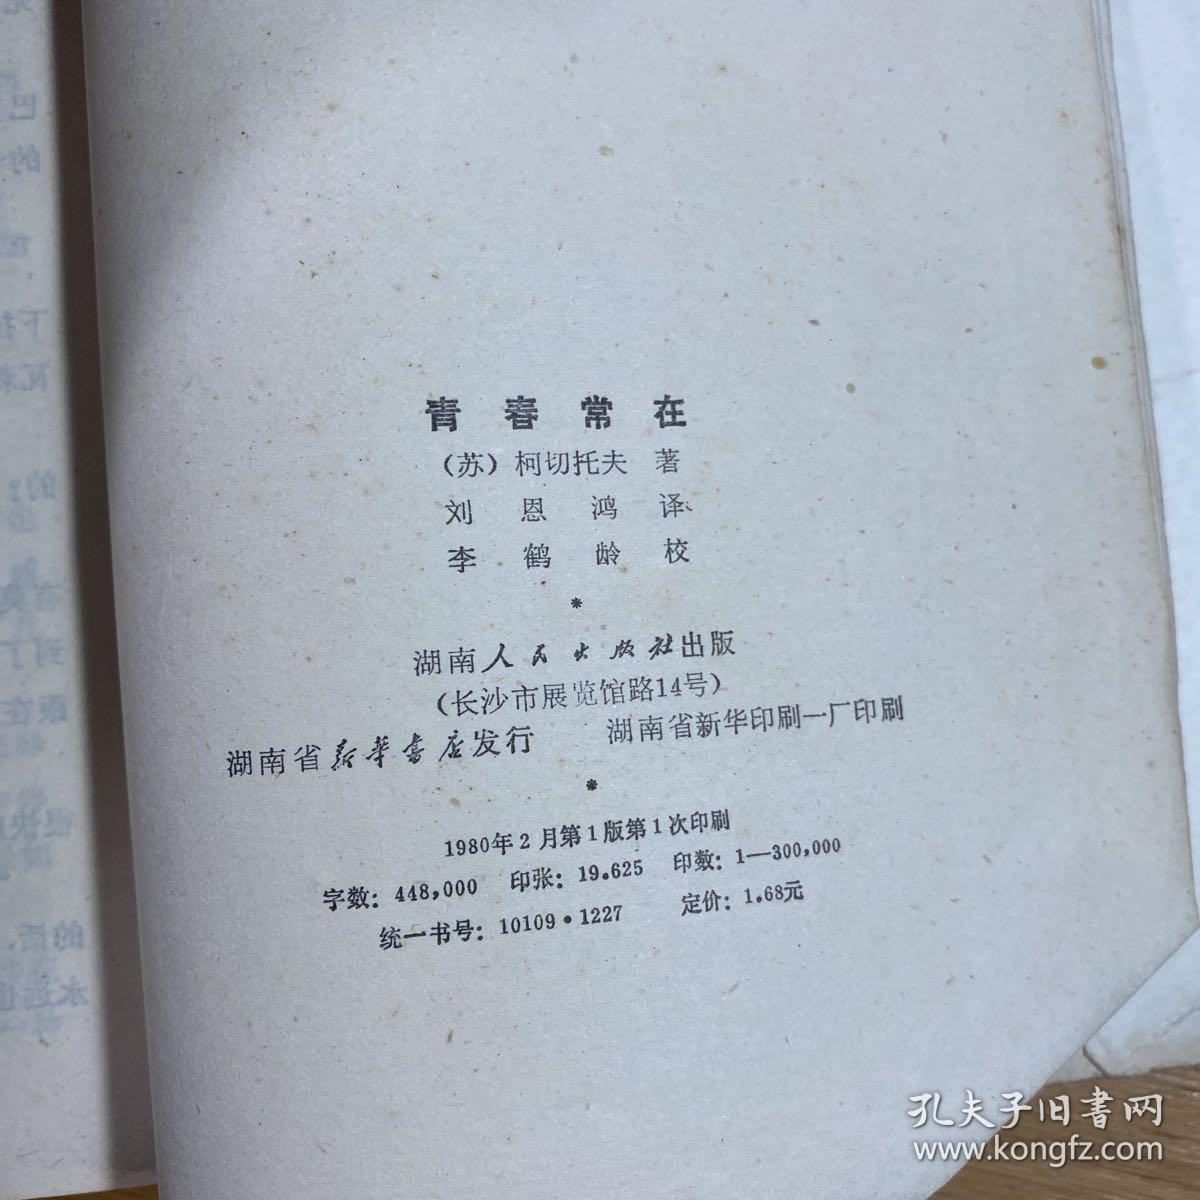 青春常在
（苏）柯切托夫 著
刘恩鸿译
李鹤龄校
*
湖南人民出版社出版
（长沙市展览馆路14号）
湖南省新华书店发行 湖南省新华印刷一厂印刷
*
1980年2月第1版第1次印刷
字数：448,000 印张：19.625 印数：1—300,000
统一书号：10109·1227 定价：1.68元
孔夫子旧书网
www.kongfz.com